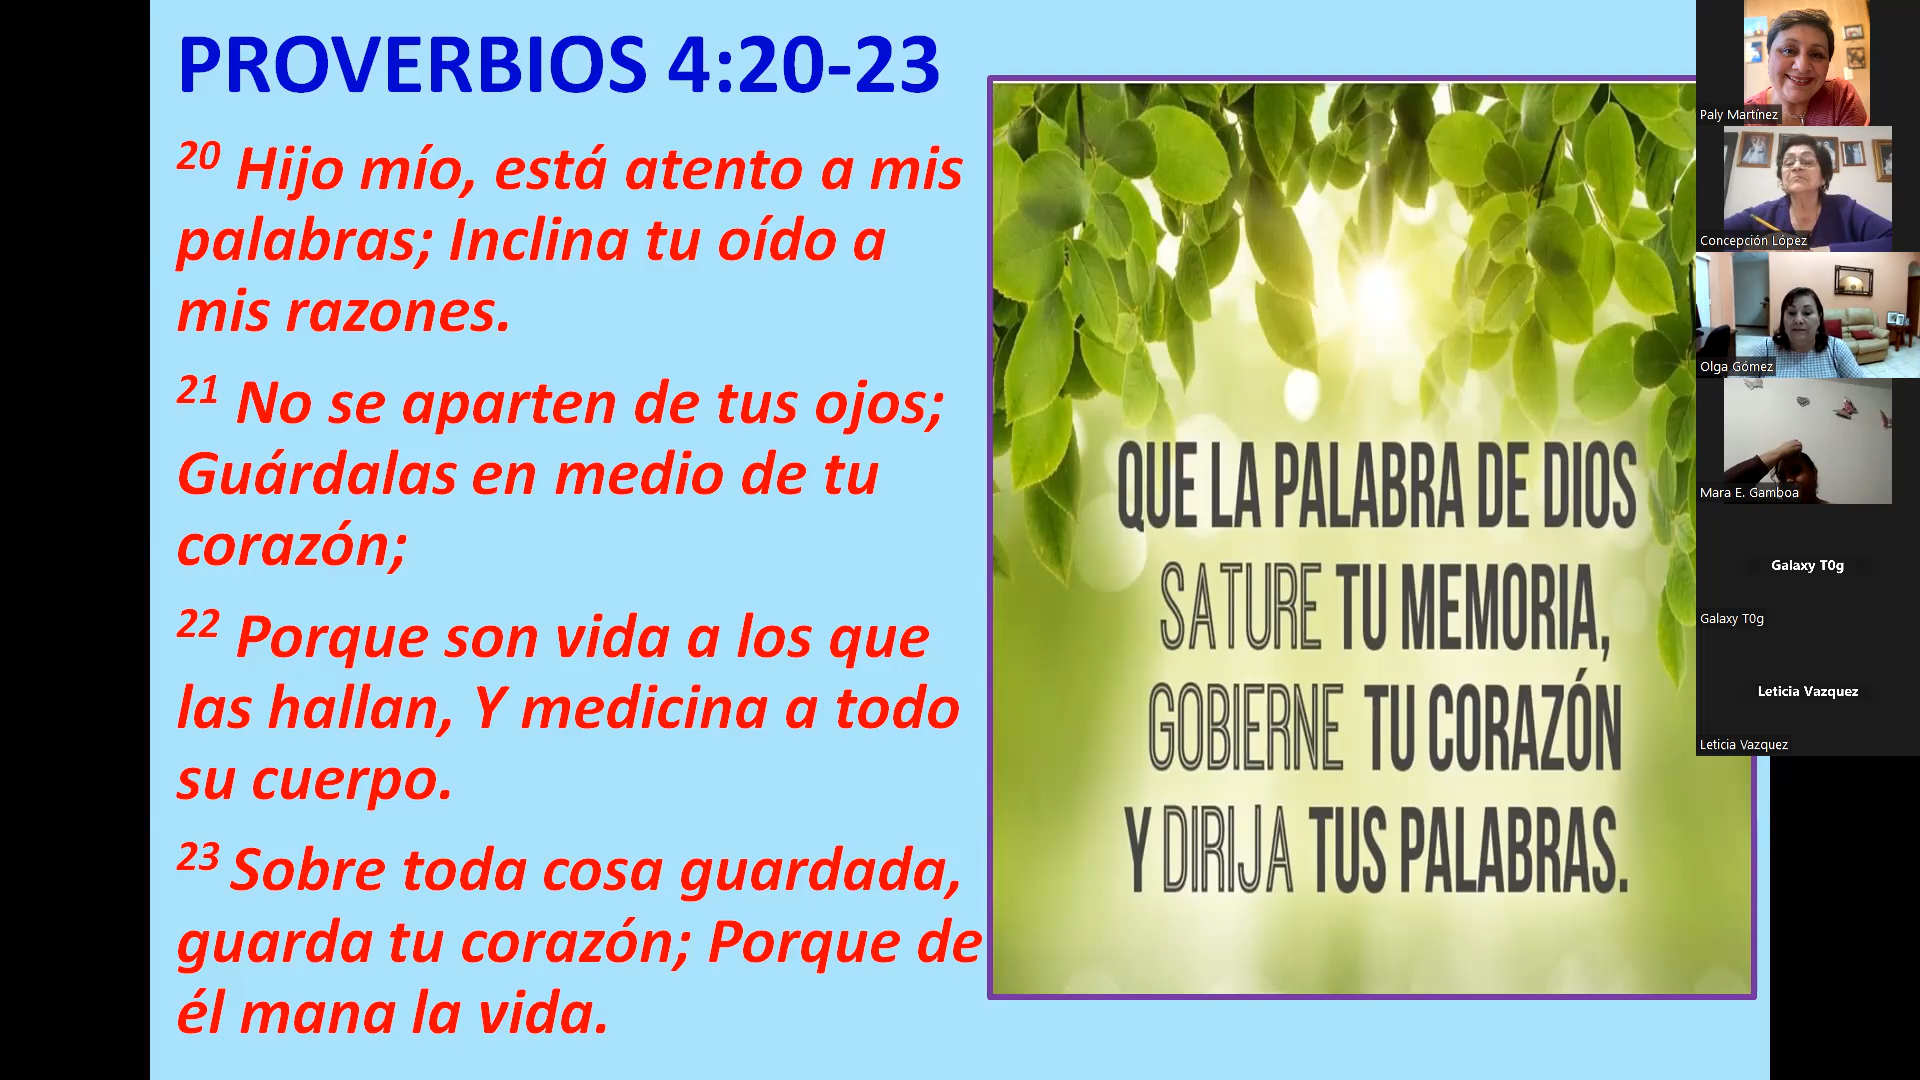 PROVERBIOS 4:20-23
20 Hijo mío, está atento a mis
palabras; Inclina tu oído a
mis razones.
21 No se aparten de tus ojos;
Guárdalas en medio de tu
corazón;
22 Porque son vida a los que
las hallan, Y medicina a todo
su cuerpo.
23 Sobre toda cosa guardada,
guarda tu corazón; Porque de
él mana la vida.
QUE LA PALABRA DE DIOS
SATURE TU MEMORIA,
GOBIERNE TU CORAZÓN
Y DIRIJA TUS PALABRAS.
Paly Martínez
Concepción López
Olga Gómez
Mara E. Gamboa
Galaxy T0g
Galaxy T0g
Leticia Vazquez
Leticia Vazquez